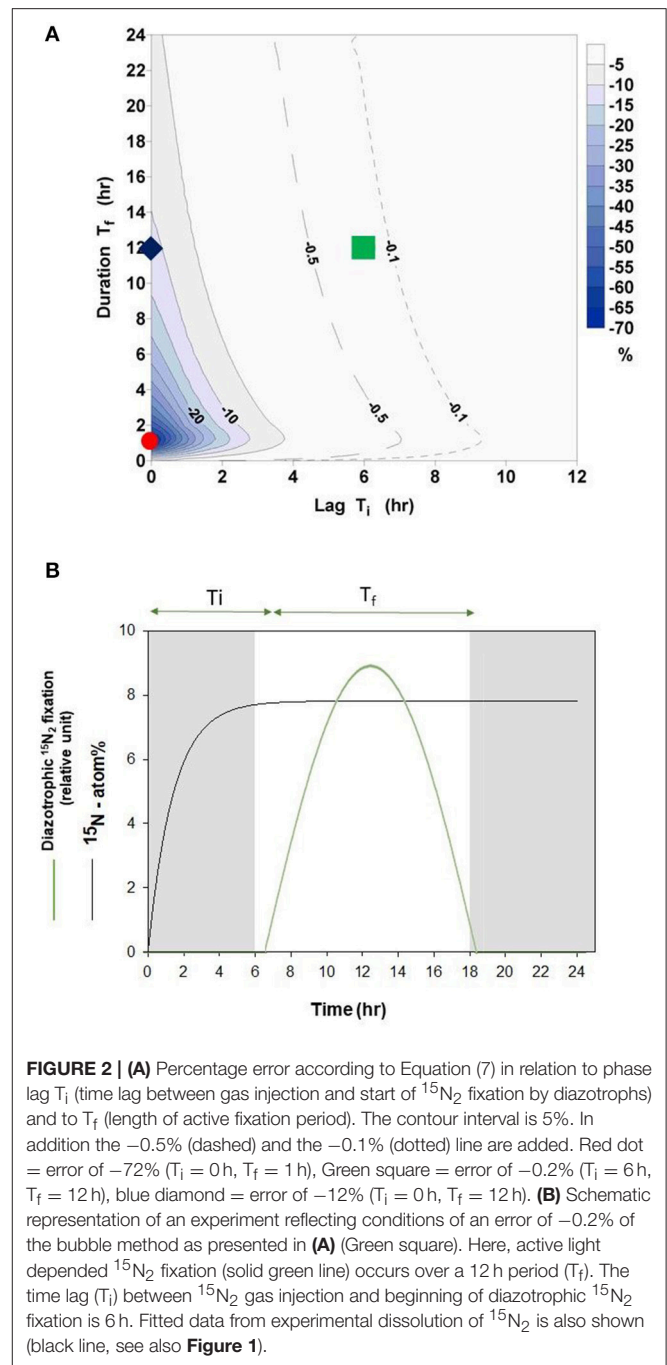 A
24
22
20
18
16
14
12
10
8
6
4
2
0
Duration T_f (hr)
-0.5
-0.1
-0.5
-0.1
-20
-10
0 2 4 6 8 10 12
Lag T_i (hr)
-5
-10
-15
-20
-25
-30
-35
-40
-45
-50
-55
-60
-65
-70
%
B
Ti T_f
10
8
6
4
2
0
Diazotrophic ¹⁵N₂ fixation
(relative unit)
¹⁵N - atom%
0 2 4 6 8 10 12 14 16 18 20 22 24
Time (hr)
FIGURE 2 | (A) Percentage error according to Equation (7) in relation to phase
lag T_i (time lag between gas injection and start of ¹⁵N₂ fixation by diazotrophs)
and to T_f (length of active fixation period). The contour interval is 5%. In
addition the −0.5% (dashed) and the −0.1% (dotted) line are added. Red dot
= error of −72% (T_i = 0 h, T_f = 1 h), Green square = error of −0.2% (T_i = 6 h,
T_f = 12 h), blue diamond = error of −12% (T_i = 0 h, T_f = 12 h). (B) Schematic
representation of an experiment reflecting conditions of an error of −0.2% of
the bubble method as presented in (A) (Green square). Here, active light
depended ¹⁵N₂ fixation (solid green line) occurs over a 12 h period (T_f). The
time lag (T_i) between ¹⁵N₂ gas injection and beginning of diazotrophic ¹⁵N₂
fixation is 6 h. Fitted data from experimental dissolution of ¹⁵N₂ is also shown
(black line, see also Figure 1).